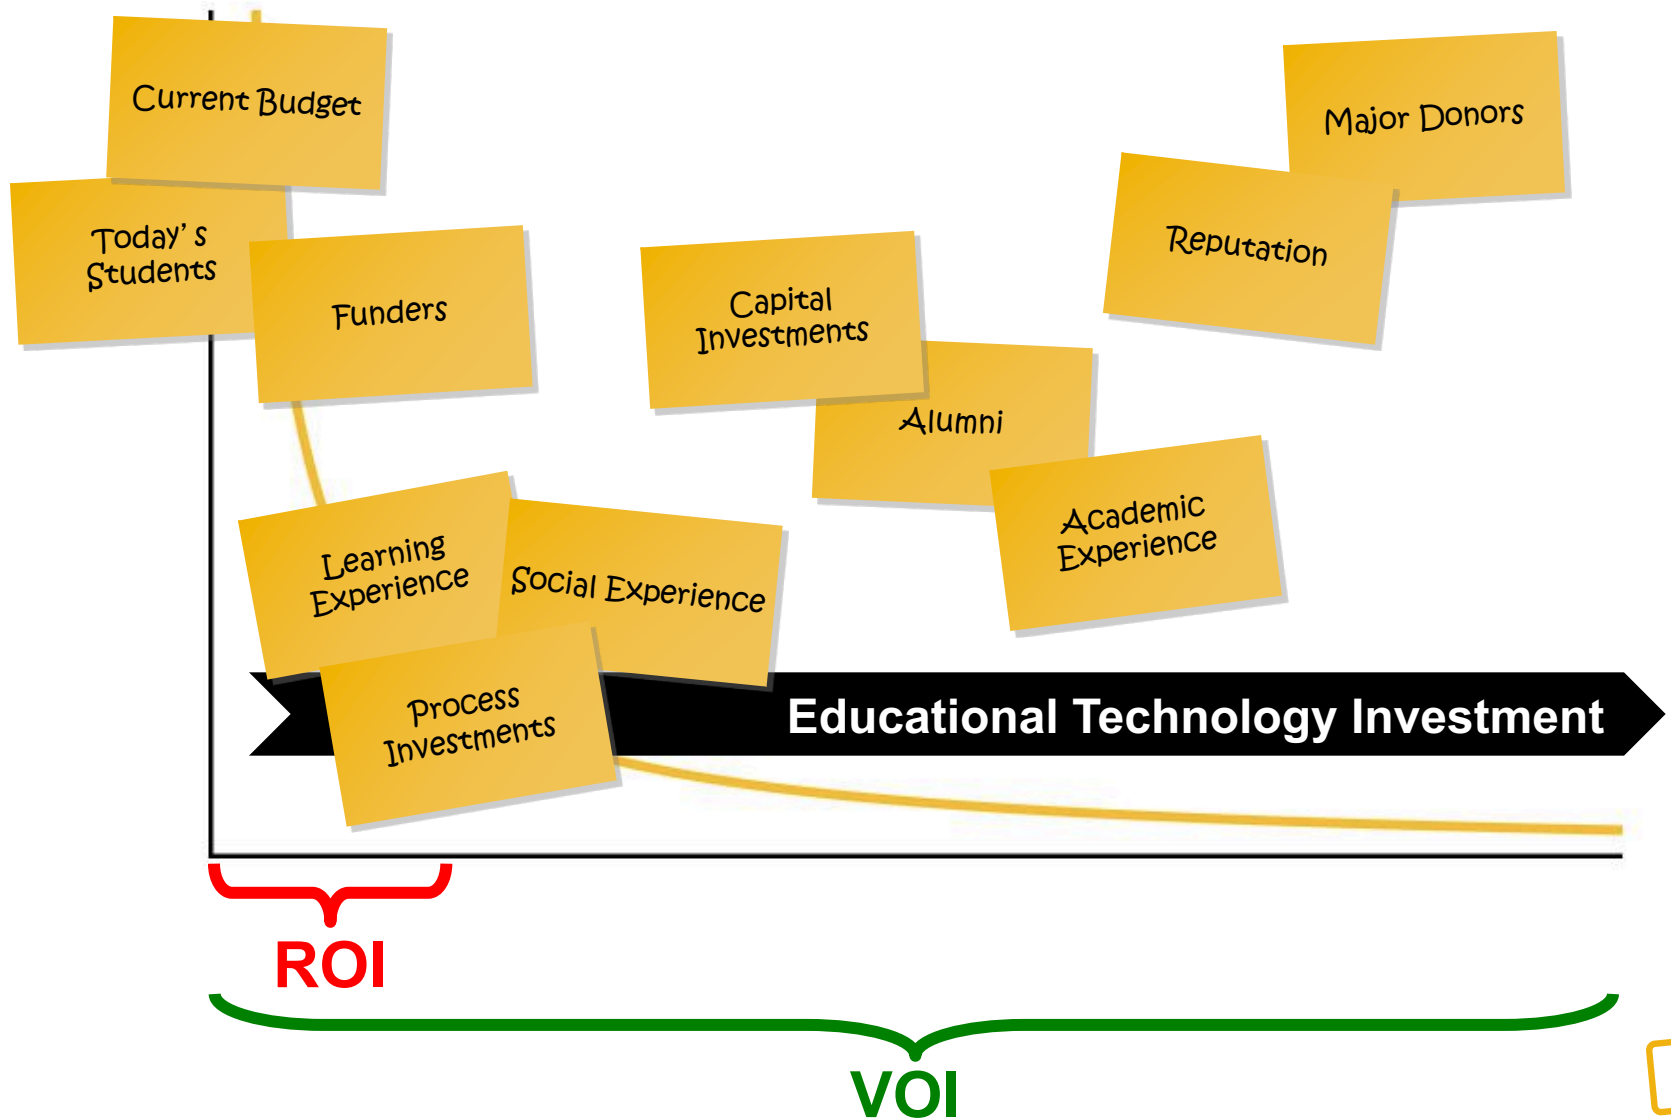 Current Budget
Major Donors
Today's
Students
Reputation
Funders
Capital
Investments
Alumni
Academic
Experience
Learning
Experience
Social Experience
Process
Investments
Educational Technology Investment
ROI
VOI